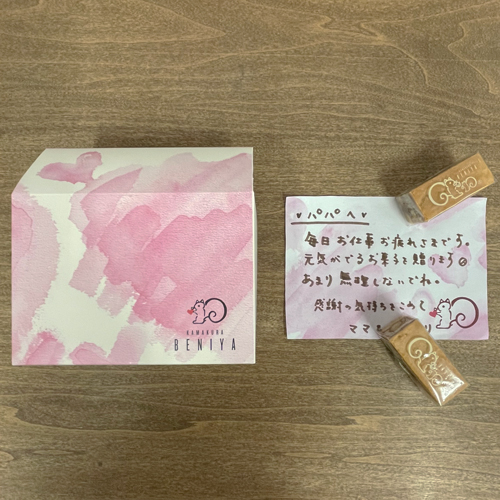 KAMAKURA
BENIYA
♥ パパへ ♥
毎日お仕事お疲れさまです。
元気がでるお菓子を贈ります
あまり無理しないでね。
感謝の気持ちをこめて
ママ
り